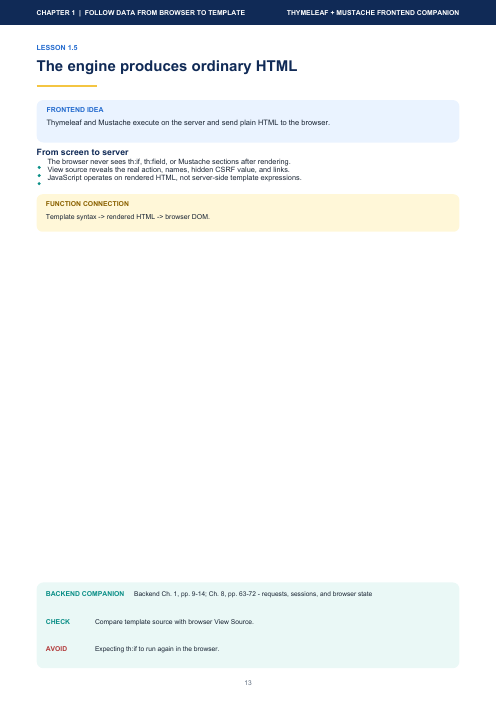 CHAPTER 1 | FOLLOW DATA FROM BROWSER TO TEMPLATE THYMELEAF + MUSTACHE FRONTEND COMPANION
LESSON 1.5
The engine produces ordinary HTML
FRONTEND IDEA
Thymeleaf and Mustache execute on the server and send plain HTML to the browser.
From screen to server
The browser never sees th:if, th:field, or Mustache sections after rendering.
View source reveals the real action, names, hidden CSRF value, and links.
JavaScript operates on rendered HTML, not server-side template expressions.
FUNCTION CONNECTION
Template syntax -> rendered HTML -> browser DOM.
BACKEND COMPANION Backend Ch. 1, pp. 9-14; Ch. 8, pp. 63-72 - requests, sessions, and browser state
CHECK Compare template source with browser View Source.
AVOID Expecting th:if to run again in the browser.
13